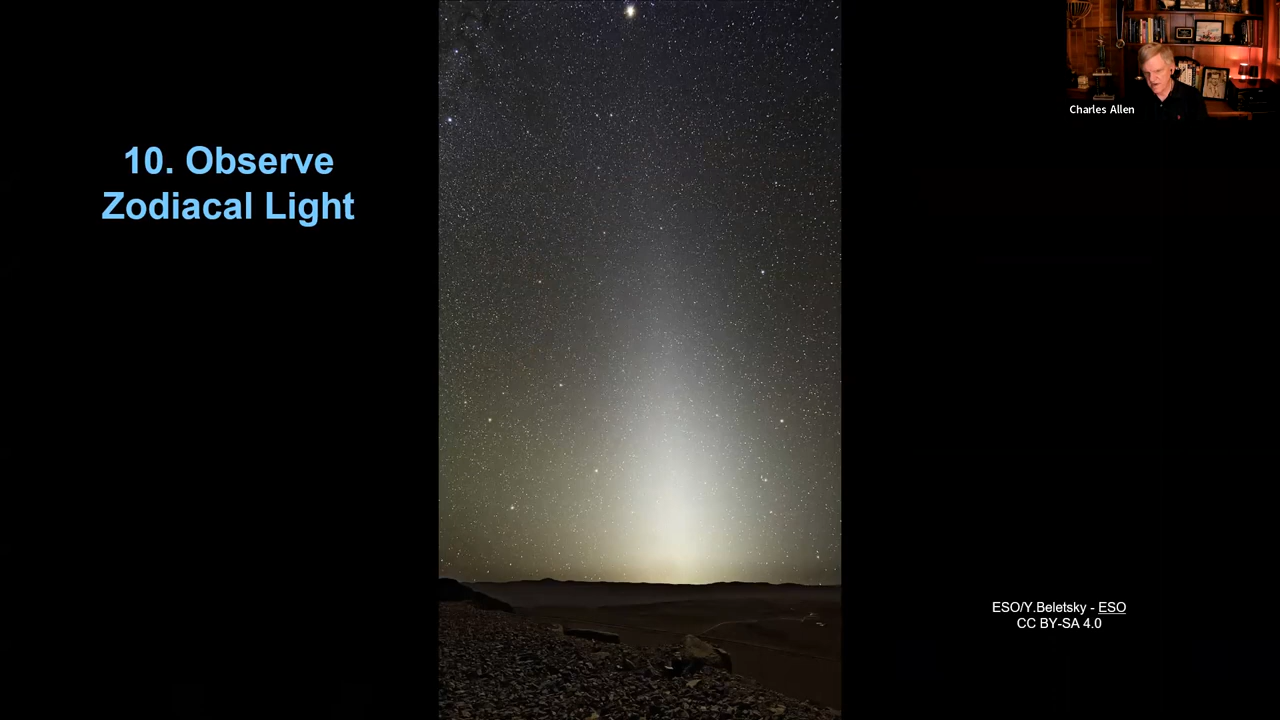 10. Observe
Zodiacal Light
Charles Allen
ESO/Y.Beletsky - ESO
CC BY-SA 4.0